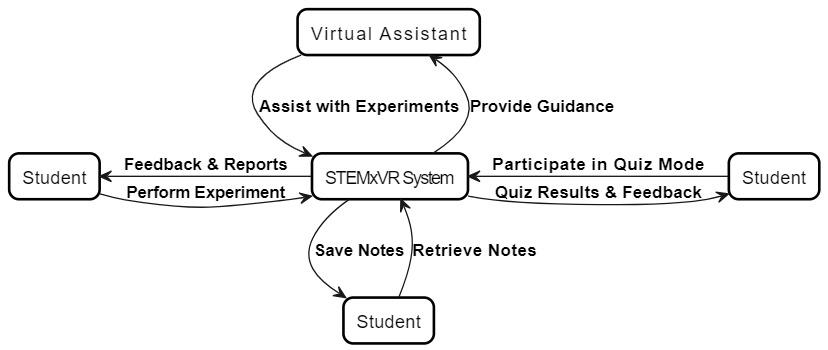 Virtual Assistant
Assist with Experiments
Provide Guidance
Student
Feedback & Reports
Perform Experiment
STEMxVR System
Participate in Quiz Mode
Quiz Results & Feedback
Student
Save Notes
Retrieve Notes
Student